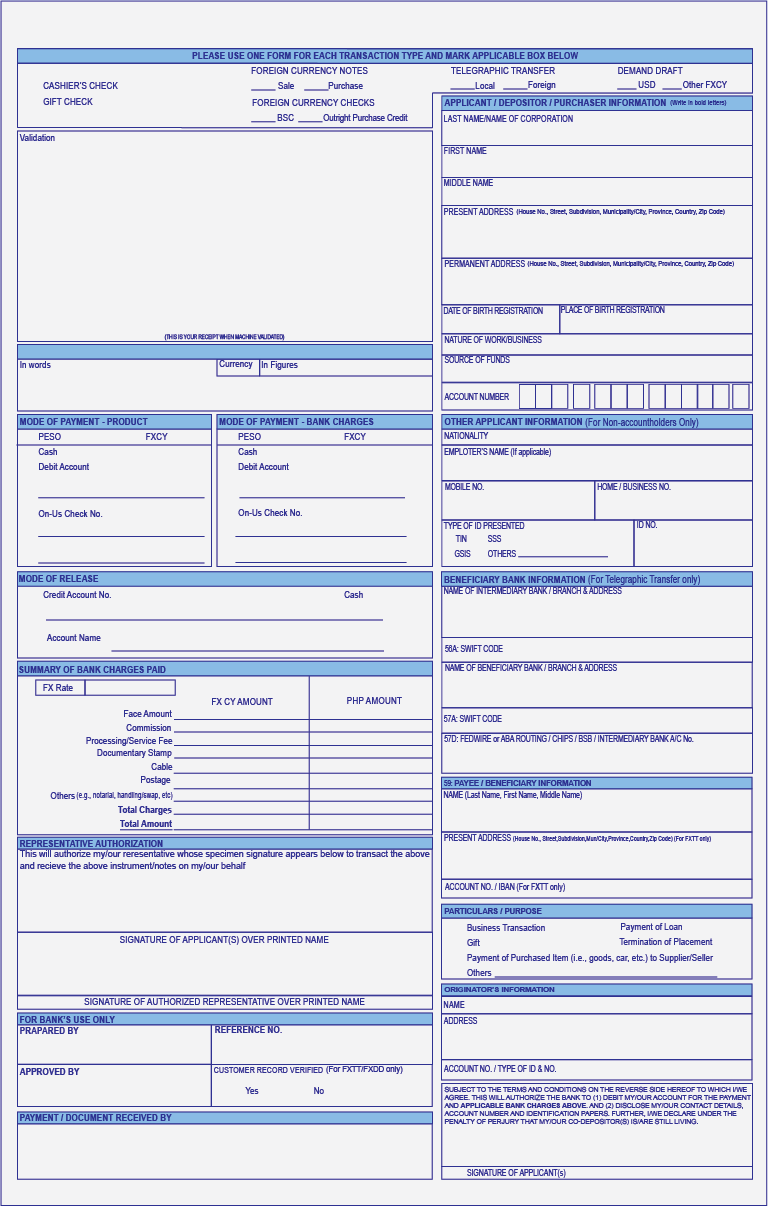 PLEASE USE ONE FORM FOR EACH TRANSACTION TYPE AND MARK APPLICABLE BOX BELOW
CASHIER'S CHECK
GIFT CHECK
FOREIGN CURRENCY NOTES
_____ Sale _____Purchase
FOREIGN CURRENCY CHECKS
_____ BSC _____Outright Purchase Credit
TELEGRAPHIC TRANSFER
_____Local _____Foreign
DEMAND DRAFT
____ USD ____Other FXCY
Validation
(THIS IS YOUR RECEIPT WHEN MACHINE VALIDATED)
In words
Currency
In Figures
MODE OF PAYMENT - PRODUCT
PESO FXCY
Cash
Debit Account
On-Us Check No.
MODE OF PAYMENT - BANK CHARGES
PESO FXCY
Cash
Debit Account
On-Us Check No.
MODE OF RELEASE
Credit Account No. Cash
Account Name
SUMMARY OF BANK CHARGES PAID
FX Rate
FX CY AMOUNT
PHP AMOUNT
Face Amount
Commission
Processing/Service Fee
Documentary Stamp
Cable
Postage
Others (e.g., notarial, handling/swap, etc)
Total Charges
Total Amount
REPRESENTATIVE AUTHORIZATION
This will authorize my/our reresentative whose specimen signature appears below to transact the above
and recieve the above instrument/notes on my/our behalf
SIGNATURE OF APPLICANT(S) OVER PRINTED NAME
SIGNATURE OF AUTHORIZED REPRESENTATIVE OVER PRINTED NAME
FOR BANK'S USE ONLY
PRAPARED BY
REFERENCE NO.
APPROVED BY
CUSTOMER RECORD VERIFIED (For FXTT/FXDD only)
Yes No
PAYMENT / DOCUMENT RECEIVED BY
APPLICANT / DEPOSITOR / PURCHASER INFORMATION (Write in bold letters)
LAST NAME/NAME OF CORPORATION
FIRST NAME
MIDDLE NAME
PRESENT ADDRESS (House No., Street, Subdivision, Municipality/City, Province, Country, Zip Code)
PERMANENT ADDRESS (House No., Street, Subdivision, Municipality/City, Province, Country, Zip Code)
DATE OF BIRTH REGISTRATION
PLACE OF BIRTH REGISTRATION
NATURE OF WORK/BUSINESS
SOURCE OF FUNDS
ACCOUNT NUMBER
OTHER APPLICANT INFORMATION (For Non-accountholders Only)
NATIONALITY
EMPLOTER'S NAME (If applicable)
MOBILE NO.
HOME / BUSINESS NO.
TYPE OF ID PRESENTED
ID NO.
TIN SSS
GSIS OTHERS
BENEFICIARY BANK INFORMATION (For Telegraphic Transfer only)
NAME OF INTERMEDIARY BANK / BRANCH & ADDRESS
56A: SWIFT CODE
NAME OF BENEFICIARY BANK / BRANCH & ADDRESS
57A: SWIFT CODE
57D: FEDWIRE or ABA ROUTING / CHIPS / BSB / INTERMEDIARY BANK A/C No.
59: PAYEE / BENEFICIARY INFORMATION
NAME (Last Name, First Name, Middle Name)
PRESENT ADDRESS (House No., Street,Subdivision,Mun/City,Province,Country,Zip Code) (For FXTT only)
ACCOUNT NO. / IBAN (For FXTT only)
PARTICULARS / PURPOSE
Business Transaction Payment of Loan
Gift Termination of Placement
Payment of Purchased Item (i.e., goods, car, etc.) to Supplier/Seller
Others
ORIGINATOR'S INFORMATION
NAME
ADDRESS
ACCOUNT NO. / TYPE OF ID & NO.
SUBJECT TO THE TERMS AND CONDITIONS ON THE REVERSE SIDE HEREOF TO WHICH I/WE
AGREE. THIS WILL AUTHORIZE THE BANK TO (1) DEBIT MY/OUR ACCOUNT FOR THE PAYMENT
AND APPLICABLE BANK CHARGES ABOVE. AND (2) DISCLOSE MY/OUR CONTACT DETAILS,
ACCOUNT NUMBER AND IDENTIFICATION PAPERS. FURTHER, I/WE DECLARE UNDER THE
PENALTY OF PERJURY THAT MY/OUR CO-DEPOSITOR(S) IS/ARE STILL LIVING.
SIGNATURE OF APPLICANT(s)